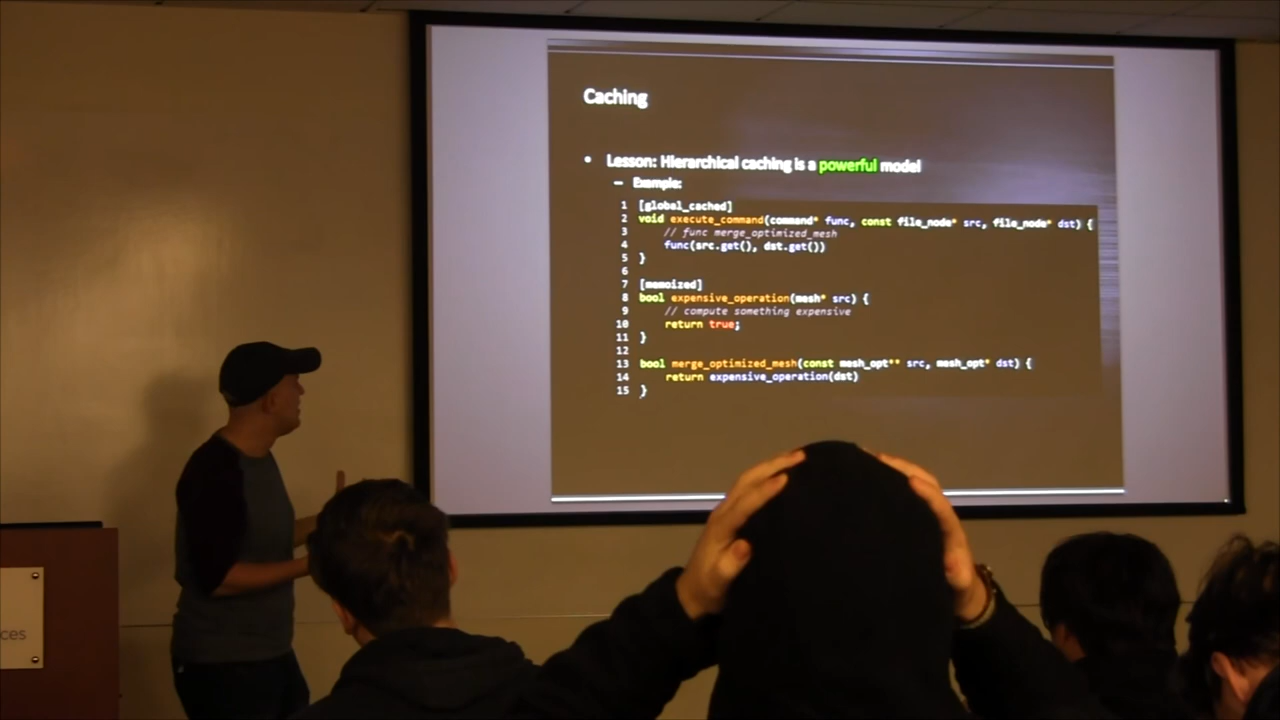 Caching
• Lesson: Hierarchical caching is a powerful model
– Example:
1 [global_cached]
2 void execute_command(command* func, const file_node* src, file_node* dst) {
3 // func merge_optimized_mesh
4 func(src.get(), dst.get())
5 }
6
7 [memoized]
8 bool expensive_operation(mesh* src) {
9 // compute something expensive
10 return true;
11 }
12
13 bool merge_optimized_mesh(const mesh_opt** src, mesh_opt* dst) {
14 return expensive_operation(dst)
15 }
ces